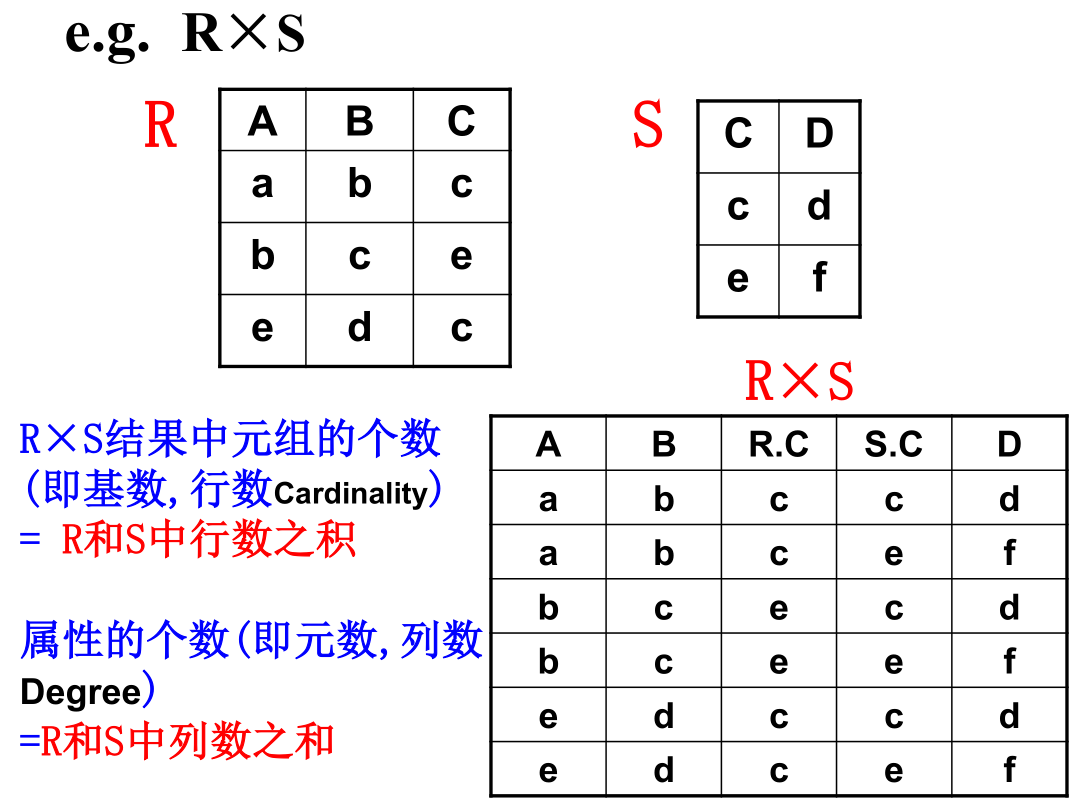 e.g. R×S
R
A B C
a b c
b c e
e d c
S
C D
c d
e f
R×S结果中元组的个数
(即基数,行数Cardinality)
= R和S中行数之积
属性的个数(即元数,列数
Degree)
=R和S中列数之和
R×S
A B R.C S.C D
a b c c d
a b c e f
b c e c d
b c e e f
e d c c d
e d c e f